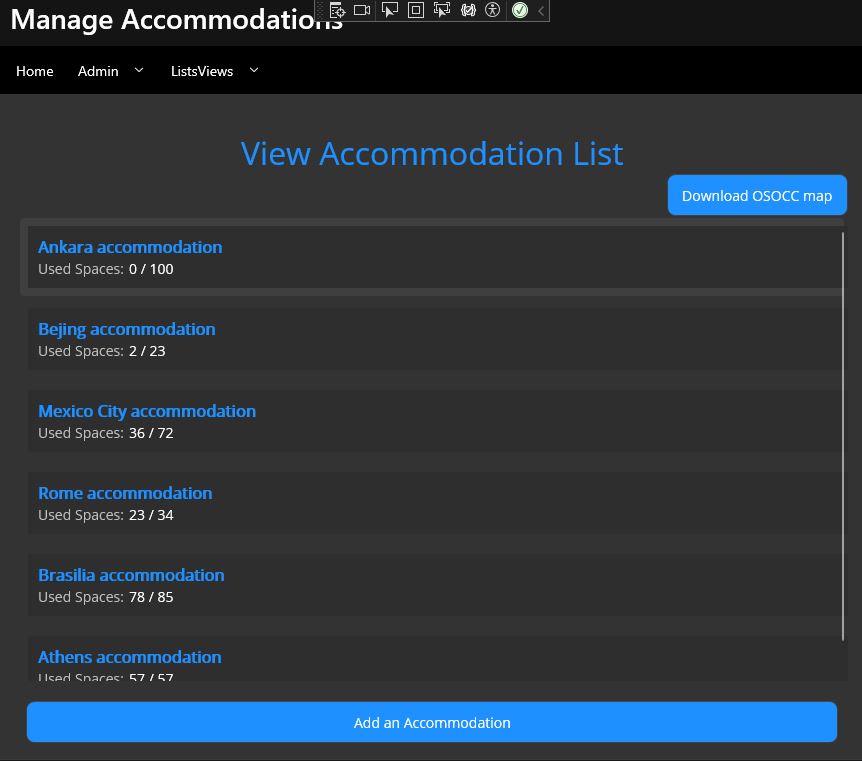 Manage Accommodations
Home Admin ListsViews
View Accommodation List
Download OSOCC map
Ankara accommodation
Used Spaces: 0 / 100
Bejing accommodation
Used Spaces: 2 / 23
Mexico City accommodation
Used Spaces: 36 / 72
Rome accommodation
Used Spaces: 23 / 34
Brasilia accommodation
Used Spaces: 78 / 85
Athens accommodation
Used Spaces: 57 / 57
Add an Accommodation